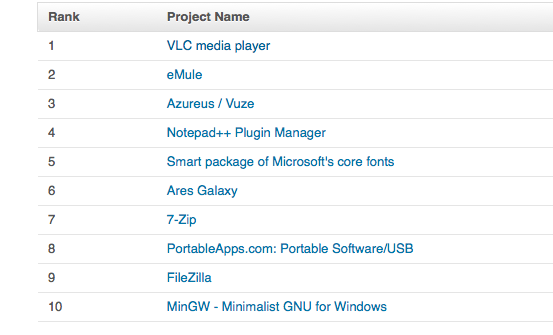 Rank Project Name
1 VLC media player
2 eMule
3 Azureus / Vuze
4 Notepad++ Plugin Manager
5 Smart package of Microsoft's core fonts
6 Ares Galaxy
7 7-Zip
8 PortableApps.com: Portable Software/USB
9 FileZilla
10 MinGW - Minimalist GNU for Windows